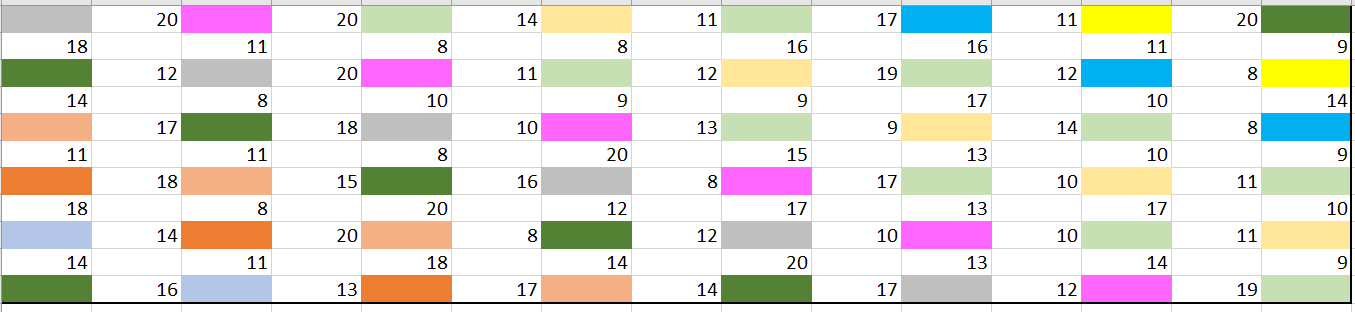 20 20 14 11 17 11 20
18 11 8 8 16 16 11 9
12 20 11 12 19 12 8
14 8 10 9 9 17 10 14
17 18 10 13 9 14 8
11 11 8 20 15 13 10 9
18 15 16 8 17 10 11
18 8 20 12 17 13 17 10
14 20 8 12 10 10 11
14 11 18 14 20 13 14 9
16 13 17 14 17 12 19